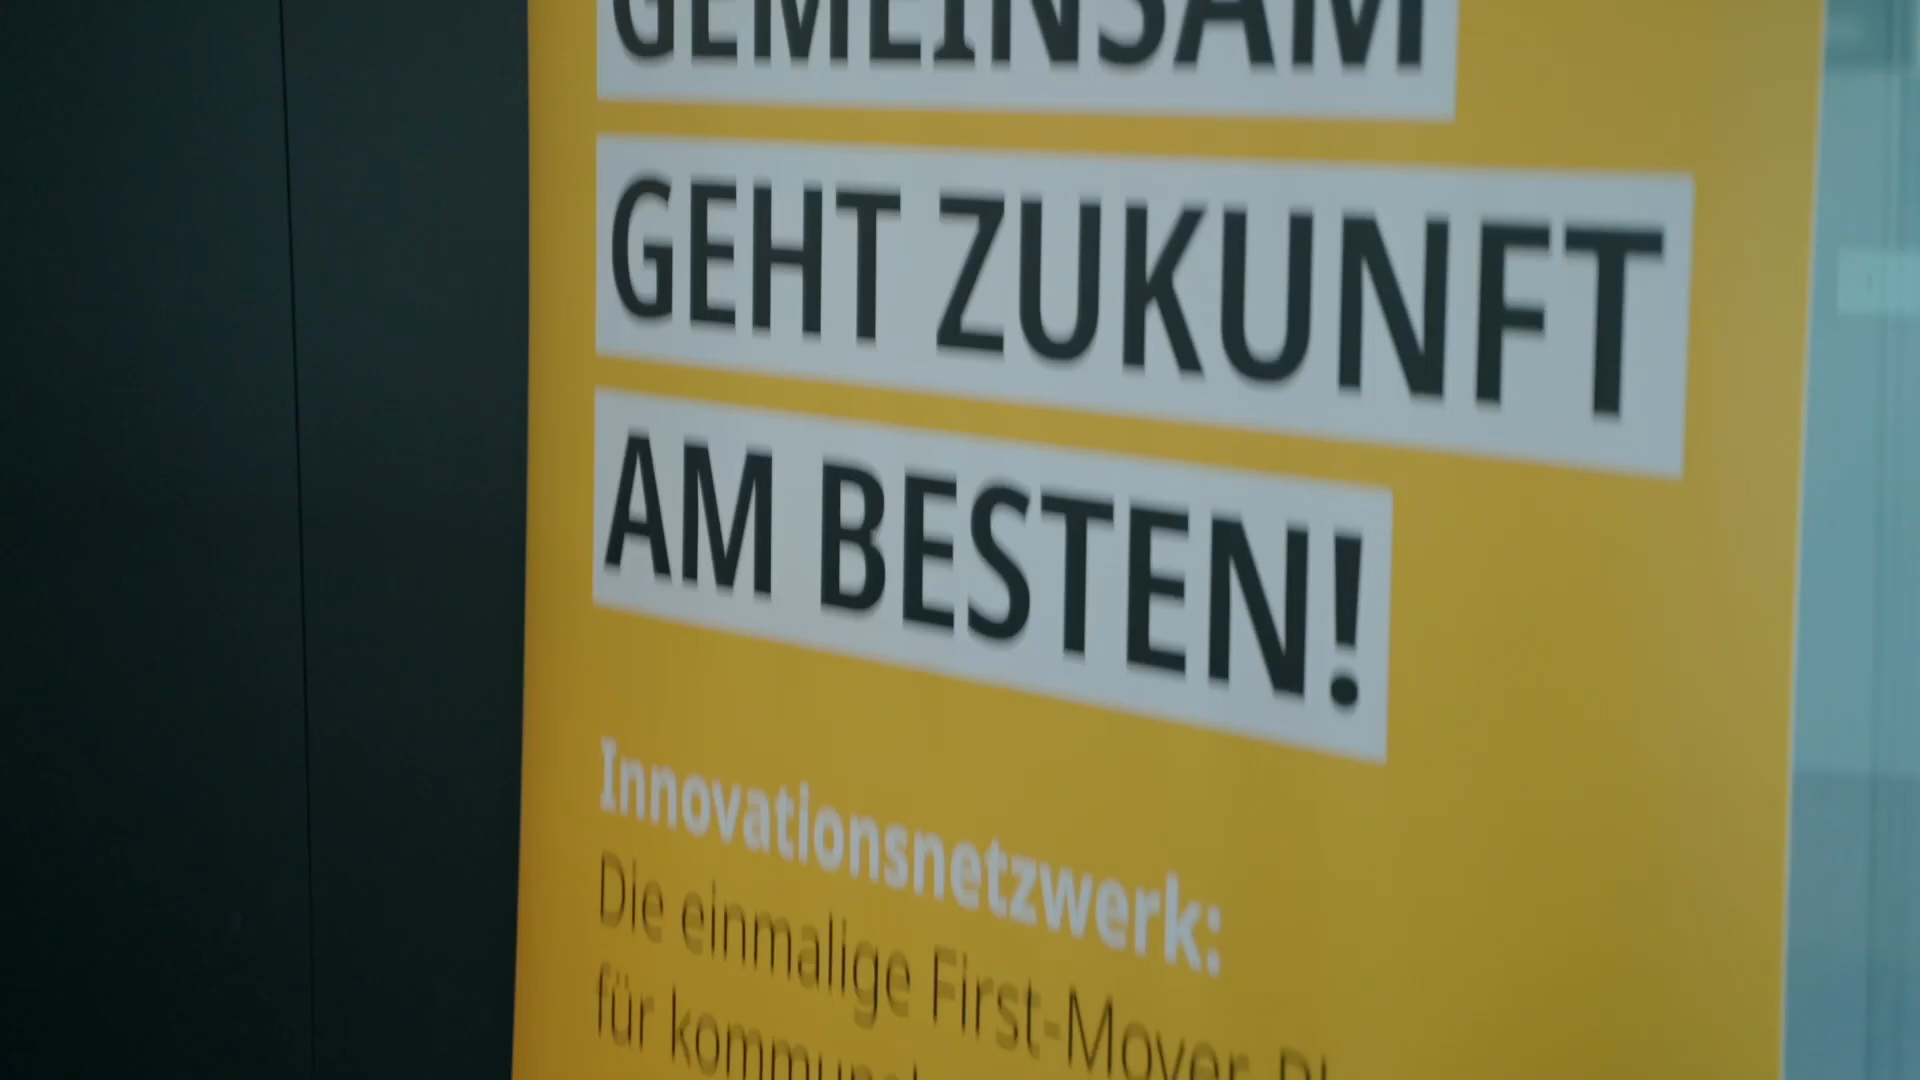 GEMEINSAM
GEHT ZUKUNFT
AM BESTEN!
Innovationsnetzwerk:
Die einmalige First-Mover-
für